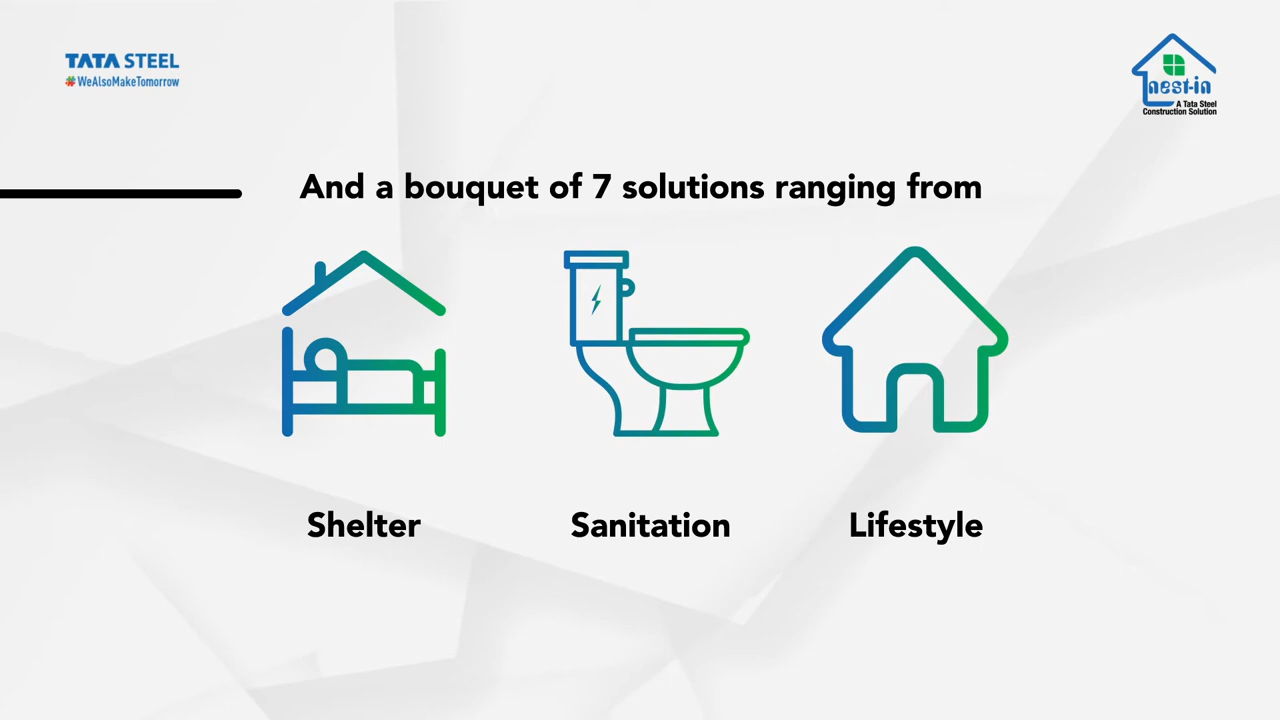 TATA STEEL
#WeAlsoMakeTomorrow
nest-in
A Tata Steel
Construction Solution
And a bouquet of 7 solutions ranging from
Shelter
Sanitation
Lifestyle